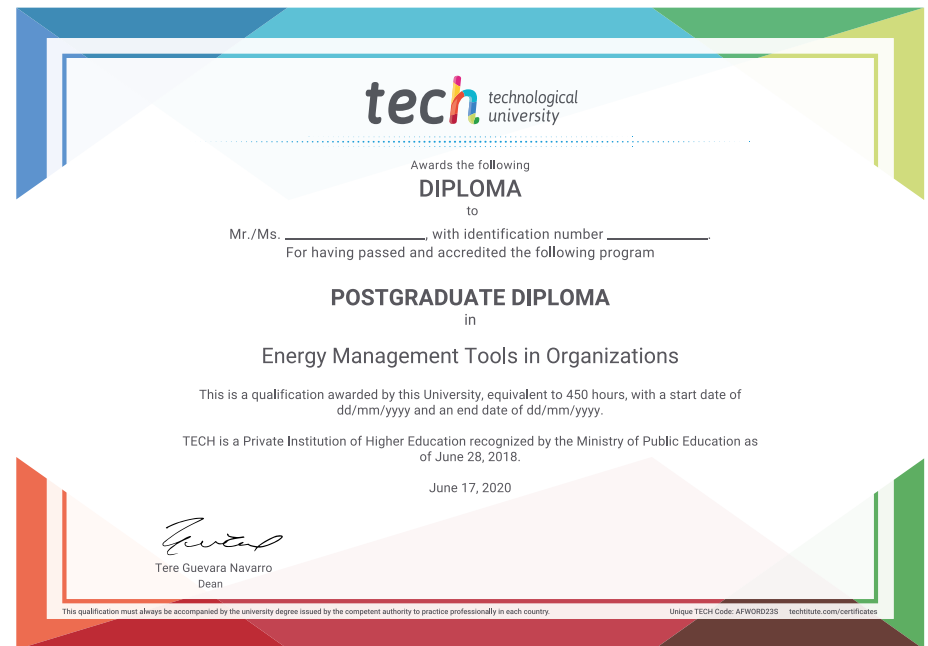 tech technological
university
Awards the following
DIPLOMA
to
Mr./Ms. ____________________, with identification number ______________.
For having passed and accredited the following program
POSTGRADUATE DIPLOMA
in
Energy Management Tools in Organizations
This is a qualification awarded by this University, equivalent to 450 hours, with a start date of
dd/mm/yyyy and an end date of dd/mm/yyyy.
TECH is a Private Institution of Higher Education recognized by the Ministry of Public Education as
of June 28, 2018.
June 17, 2020
Tere Guevara Navarro
Dean
This qualification must always be accompanied by the university degree issued by the competent authority to practice professionally in each country. Unique TECH Code: AFWORD23S techtitute.com/certificates